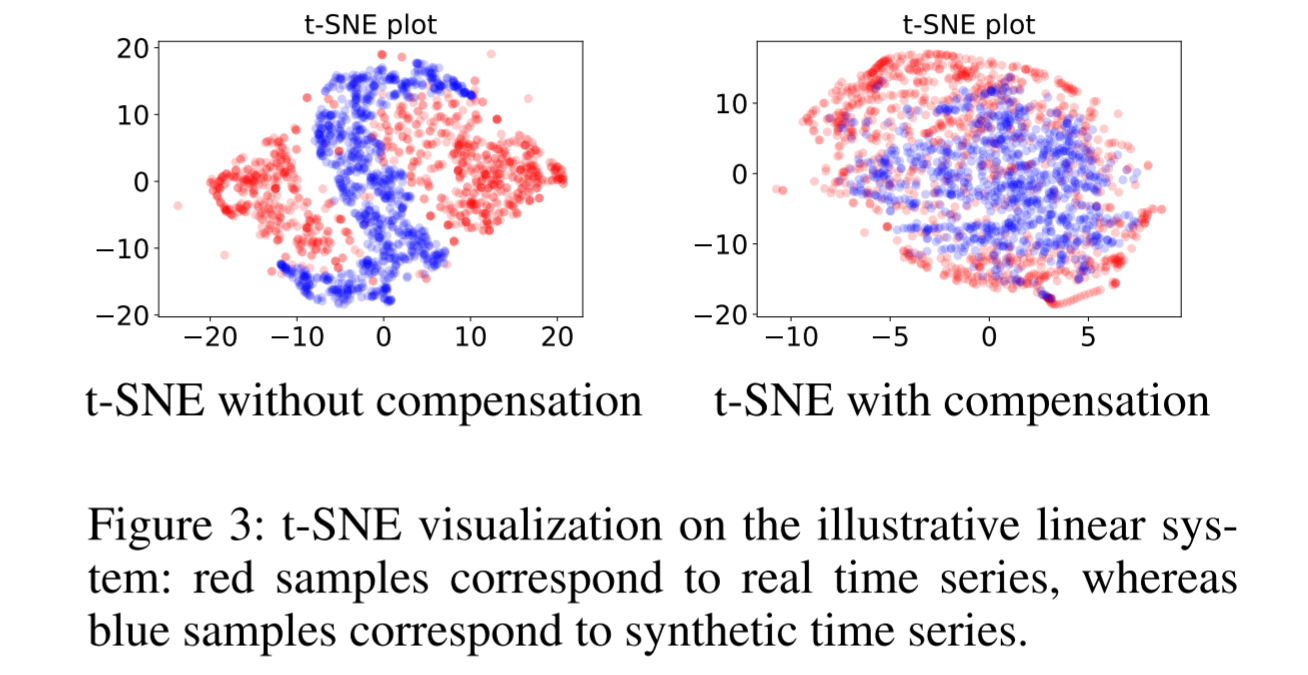 t-SNE plot
20
10
0
−10
−20
−20 −10 0 10 20
t-SNE without compensation
t-SNE plot
10
0
−10
−20
−10 −5 0 5
t-SNE with compensation
Figure 3: t-SNE visualization on the illustrative linear sys-
tem: red samples correspond to real time series, whereas
blue samples correspond to synthetic time series.